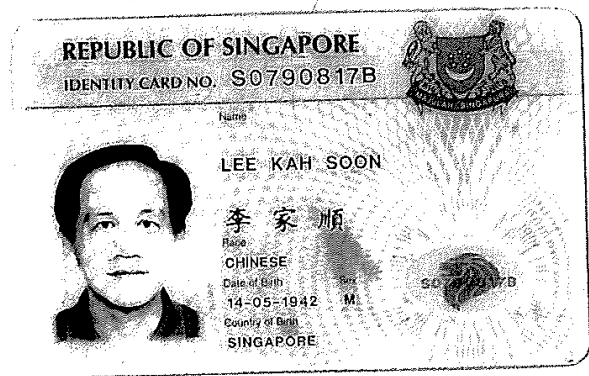 REPUBLIC OF SINGAPORE
IDENTITY CARD NO. S0790817B
Name
LEE KAH SOON
李家順
Race
CHINESE
Date of Birth Sex
14-05-1942 M
S0790817B
Country of Birth
SINGAPORE